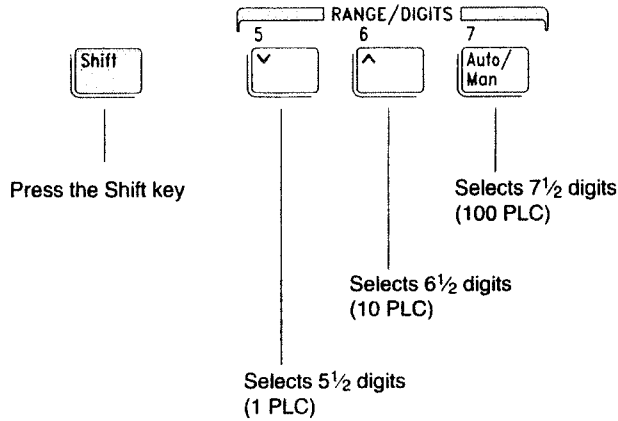 RANGE/DIGITS
5 6 7
Shift ⌄ ^ Auto/
Man
Press the Shift key
Selects 7½ digits
(100 PLC)
Selects 6½ digits
(10 PLC)
Selects 5½ digits
(1 PLC)